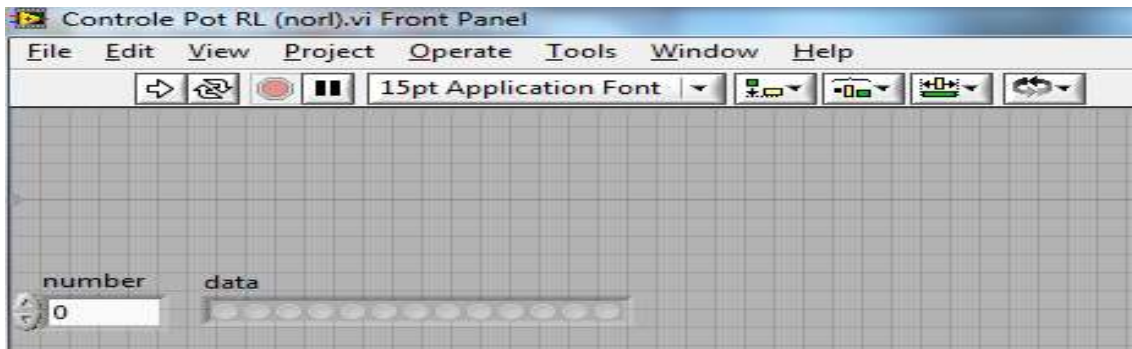 Controle Pot RL (norl).vi Front Panel
File Edit View Project Operate Tools Window Help
15pt Application Font
number data
0